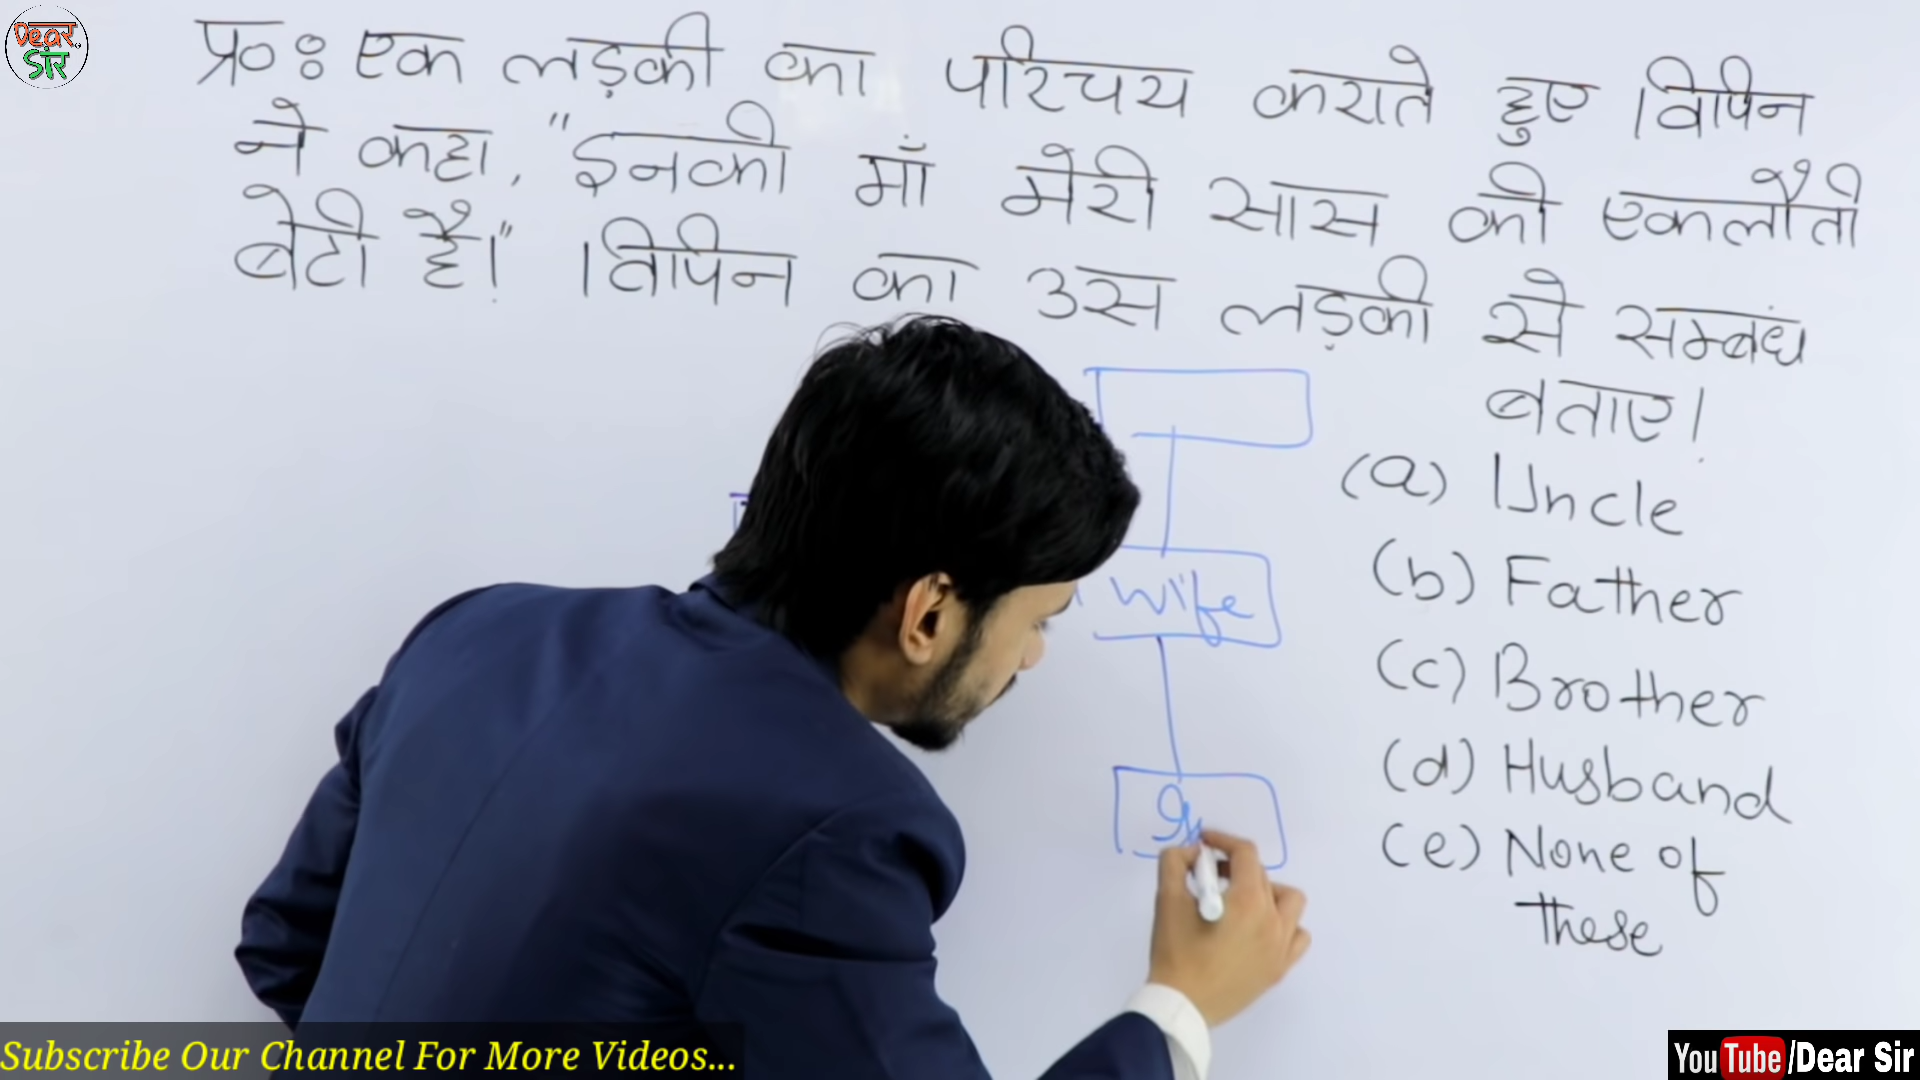 Dear
Sir
प्र० : एक लड़की का परिचय कराते हुए विपिन
ने कहा, "इनकी माँ मेरी सास की एकलौती
बेटी है।" विपिन का उस लड़की से सम्बंध
बताए।
(a) Uncle
(b) Father
(c) Brother
(d) Husband
(e) None of
these
wife
Subscribe Our Channel For More Videos...
YouTube/Dear Sir